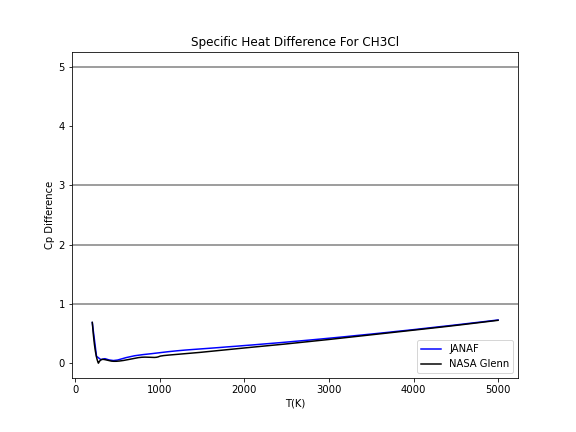 Specific Heat Difference For CH3Cl
5
4
3
2
1
0
Cp Difference
0
1000
2000
3000
4000
5000
T(K)
JANAF
NASA Glenn